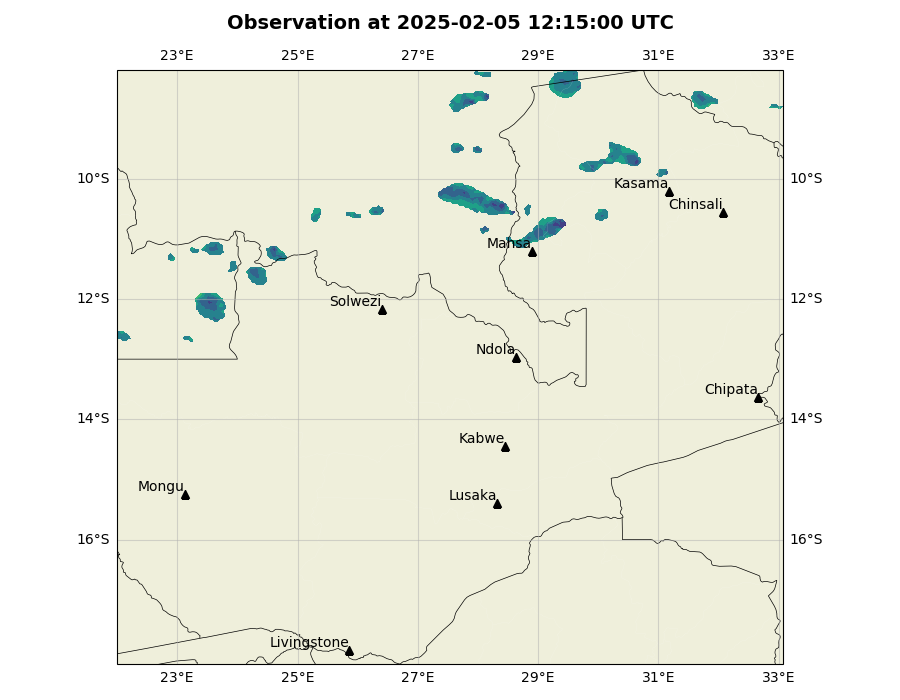 Observation at 2025-02-05 12:15:00 UTC
23°E 25°E 27°E 29°E 31°E 33°E
10°S 10°S
Kasama
Chinsali
Mansa
12°S 12°S
Solwezi
Ndola
Chipata
14°S 14°S
Kabwe
Mongu
Lusaka
16°S 16°S
Livingstone
23°E 25°E 27°E 29°E 31°E 33°E